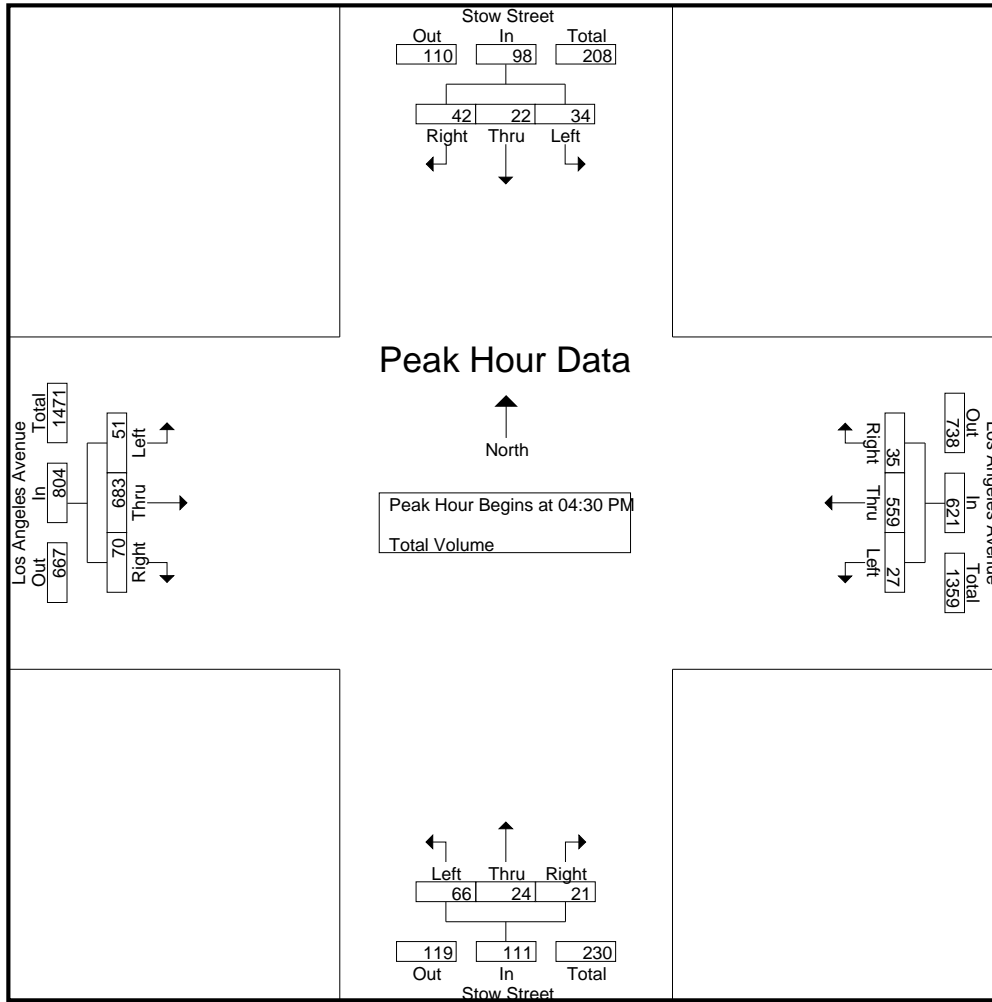 Stow Street
Out In Total
110 98 208
42 22 34
Right Thru Left
Peak Hour Data
North
Peak Hour Begins at 04:30 PM
Total Volume
Los Angeles Avenue
Total In Out
1471 804 667
51 683 70
Left Thru Right
Los Angeles Avenue
Out In Total
738 621 1359
35 559 27
Right Thru Left
Left Thru Right
66 24 21
119 111 230
Out In Total
Stow Street